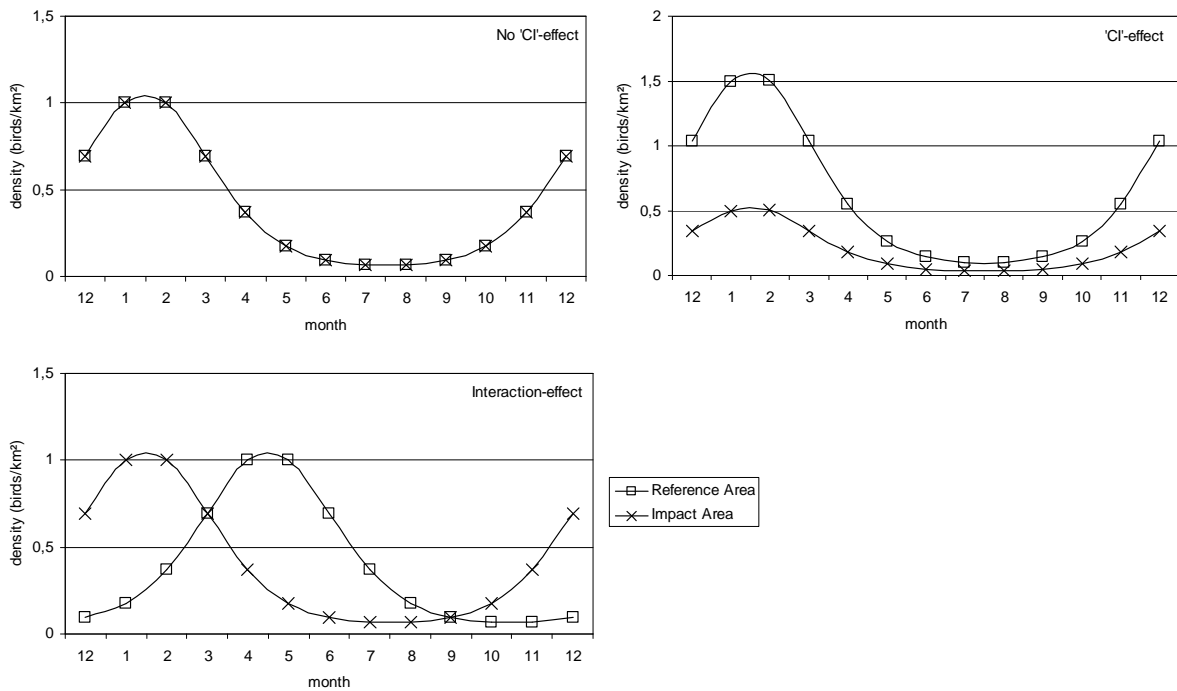 1,5
No 'CI'-effect
1
0,5
0
density (birds/km²)
12 1 2 3 4 5 6 7 8 9 10 11 12
month
2
'CI'-effect
1,5
1
0,5
0
density (birds/km²)
12 1 2 3 4 5 6 7 8 9 10 11 12
month
1,5
Interaction-effect
1
0,5
0
density (birds/km²)
12 1 2 3 4 5 6 7 8 9 10 11 12
month
Reference Area
Impact Area